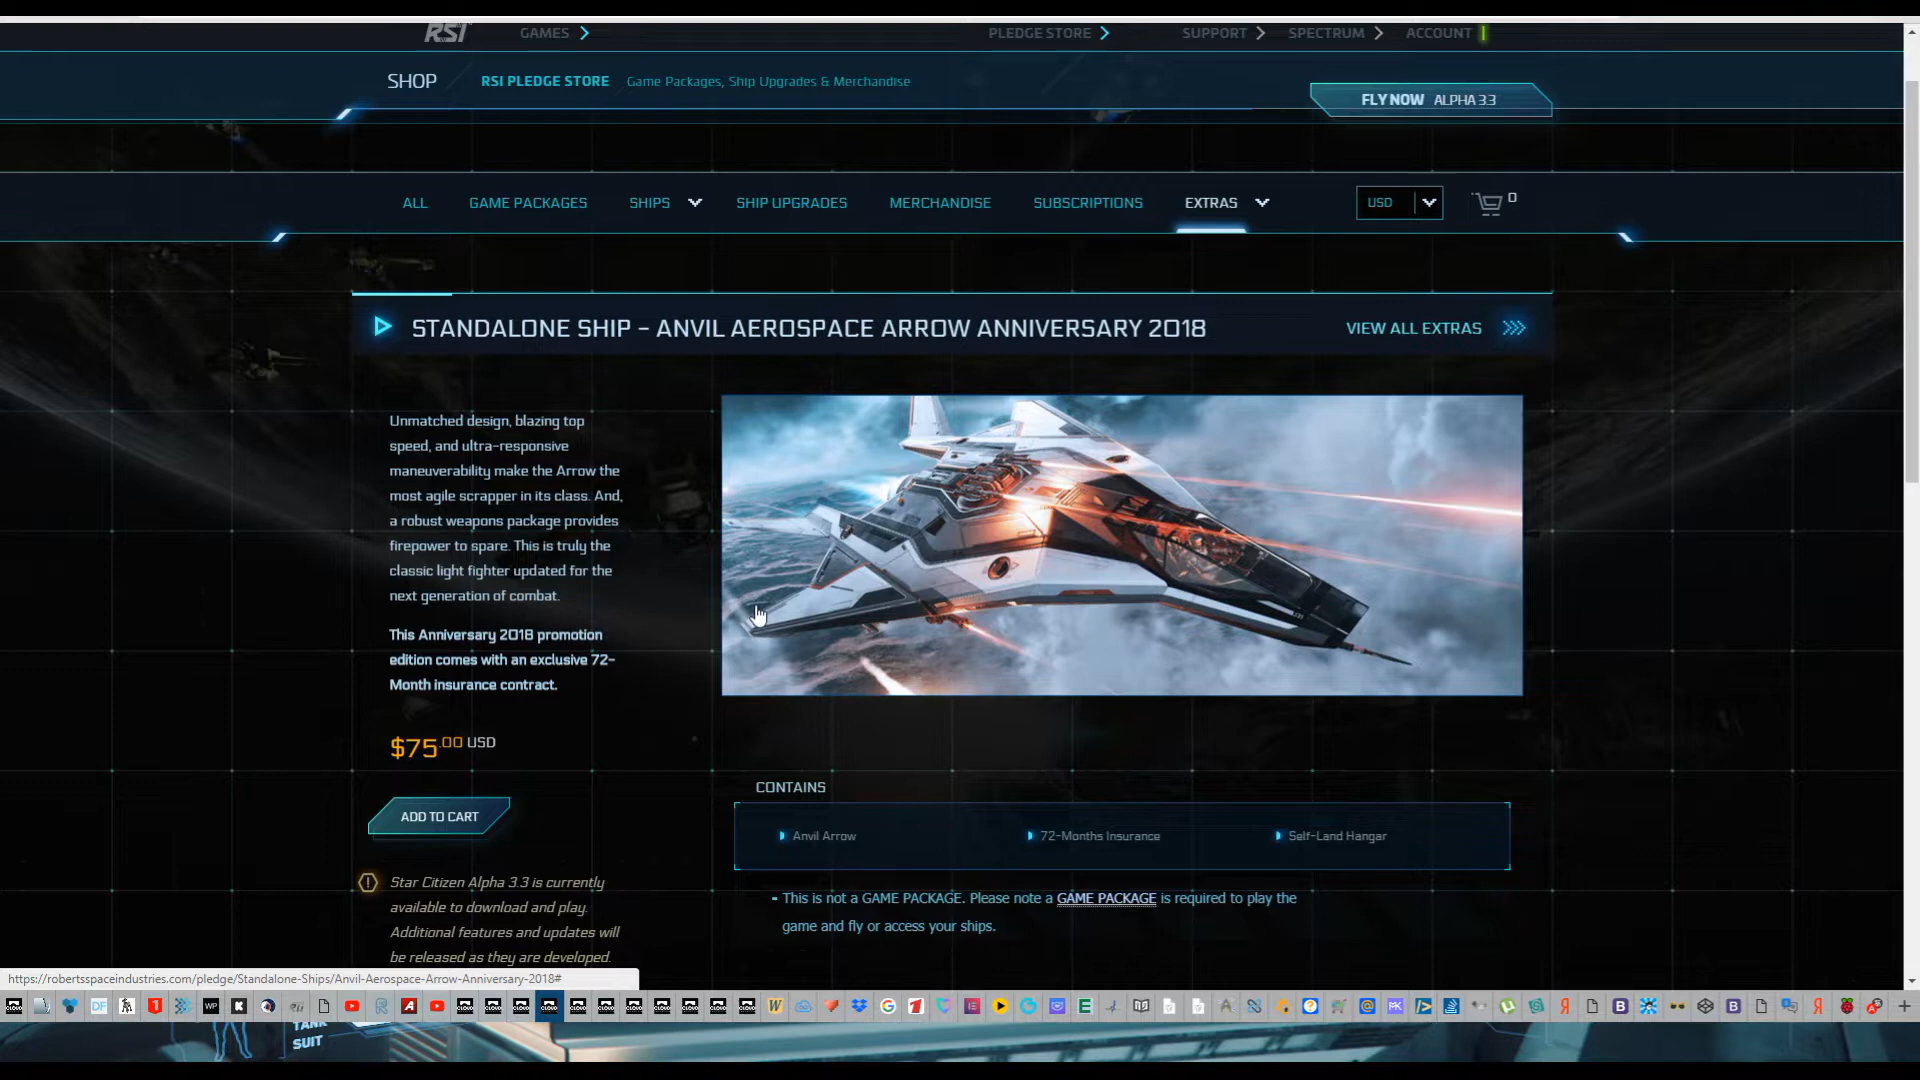 RSI
GAMES
PLEDGE STORE
SUPPORT
SPECTRUM
ACCOUNT
SHOP
RSI PLEDGE STORE
Game Packages, Ship Upgrades & Merchandise
FLY NOW ALPHA 3.3
ALL
GAME PACKAGES
SHIPS
SHIP UPGRADES
MERCHANDISE
SUBSCRIPTIONS
EXTRAS
USD
0
STANDALONE SHIP - ANVIL AEROSPACE ARROW ANNIVERSARY 2018
VIEW ALL EXTRAS
Unmatched design, blazing top
speed, and ultra-responsive
maneuverability make the Arrow the
most agile scrapper in its class. And,
a robust weapons package provides
firepower to spare. This is truly the
classic light fighter updated for the
next generation of combat.
This Anniversary 2018 promotion
edition comes with an exclusive 72-
Month insurance contract.
$75.00 USD
ADD TO CART
Star Citizen Alpha 3.3 is currently
available to download and play.
Additional features and updates will
be released as they are developed.
CONTAINS
Anvil Arrow
72-Months Insurance
Self-Land Hangar
- This is not a GAME PACKAGE. Please note a GAME PACKAGE is required to play the
game and fly or access your ships.
https://robertsspaceindustries.com/pledge/Standalone-Ships/Anvil-Aerospace-Arrow-Anniversary-2018#
TANK
SUIT